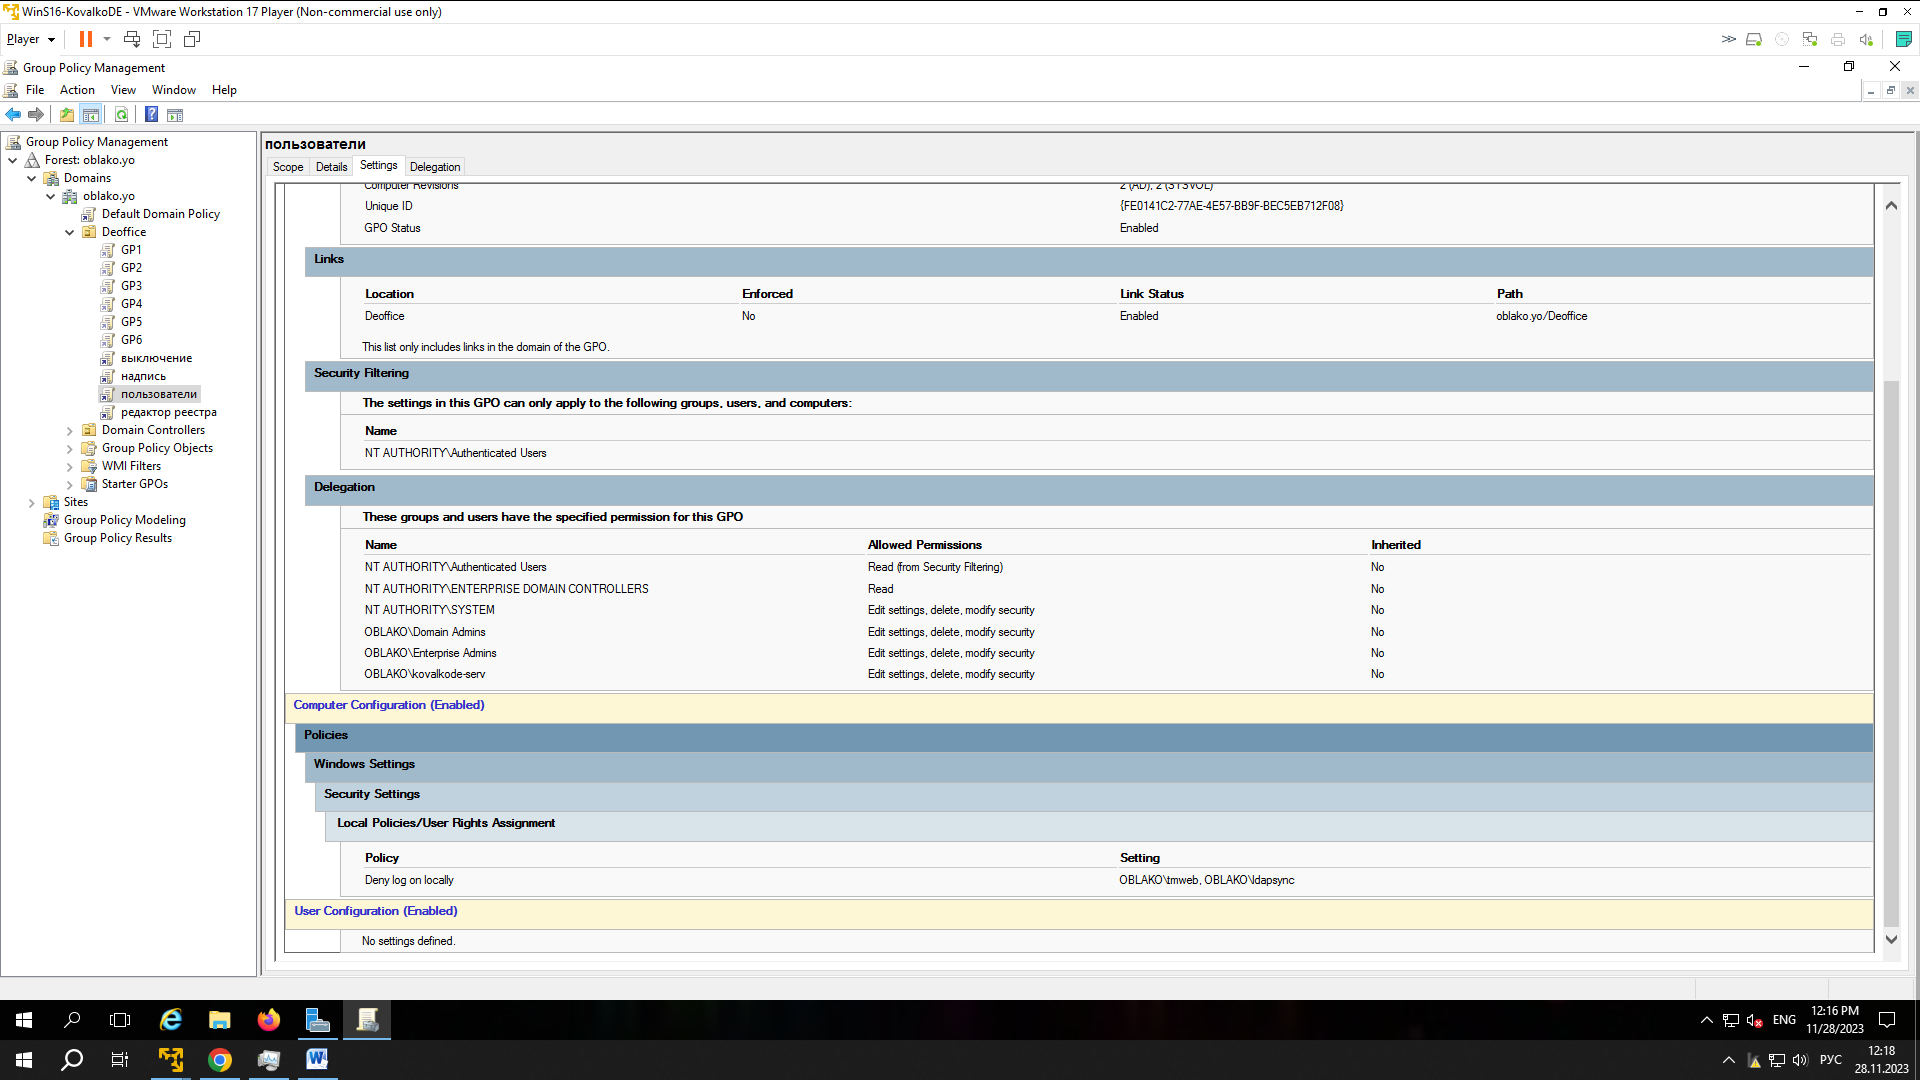 WinS16-KovalkoDE - VMware Workstation 17 Player (Non-commercial use only)
Player
Group Policy Management
File Action View Window Help
Group Policy Management
Forest: oblako.yo
Domains
oblako.yo
Default Domain Policy
Deoffice
GP1
GP2
GP3
GP4
GP5
GP6
выключение
надпись
пользователи
редактор реестра
Domain Controllers
Group Policy Objects
WMI Filters
Starter GPOs
Sites
Group Policy Modeling
Group Policy Results
пользователи
Scope Details Settings Delegation
Computer Revisions 2 (AD), 2 (SYSVOL)
Unique ID {FE0141C2-77AE-4E57-BB9F-BEC5EB712F08}
GPO Status Enabled
Links
Location Enforced Link Status Path
Deoffice No Enabled oblako.yo/Deoffice
This list only includes links in the domain of the GPO.
Security Filtering
The settings in this GPO can only apply to the following groups, users, and computers:
Name
NT AUTHORITY\Authenticated Users
Delegation
These groups and users have the specified permission for this GPO
Name Allowed Permissions Inherited
NT AUTHORITY\Authenticated Users Read (from Security Filtering) No
NT AUTHORITY\ENTERPRISE DOMAIN CONTROLLERS Read No
NT AUTHORITY\SYSTEM Edit settings, delete, modify security No
OBLAKO\Domain Admins Edit settings, delete, modify security No
OBLAKO\Enterprise Admins Edit settings, delete, modify security No
OBLAKO\kovalkode-serv Edit settings, delete, modify security No
Computer Configuration (Enabled)
Policies
Windows Settings
Security Settings
Local Policies/User Rights Assignment
Policy Setting
Deny log on locally OBLAKO\tmweb, OBLAKO\ldapsync
User Configuration (Enabled)
No settings defined.
ENG 12:16 PM
11/28/2023
РУС 12:18
28.11.2023